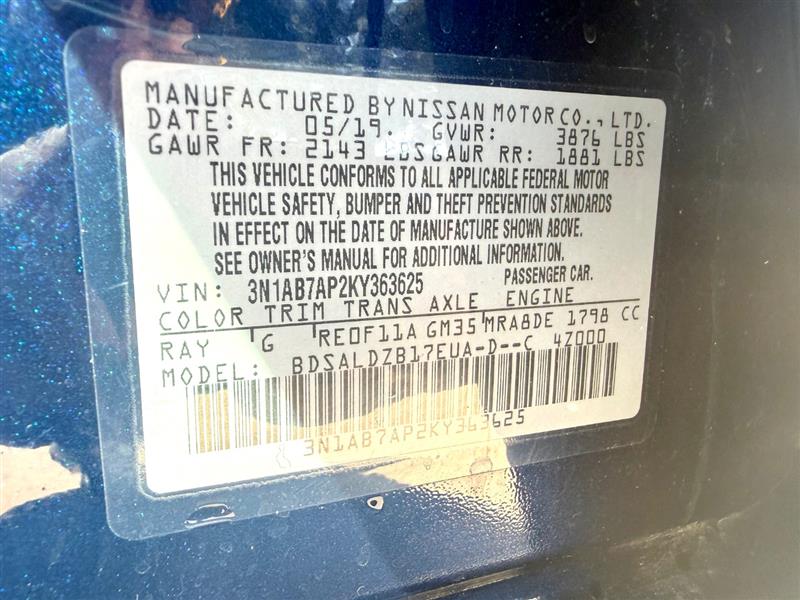 MANUFACTURED BY NISSAN MOTOR CO., LTD.
DATE: 05/19. GVWR: 3876 LBS
GAWR FR: 2143 LBS GAWR RR: 1881 LBS
THIS VEHICLE CONFORMS TO ALL APPLICABLE FEDERAL MOTOR
VEHICLE SAFETY, BUMPER AND THEFT PREVENTION STANDARDS
IN EFFECT ON THE DATE OF MANUFACTURE SHOWN ABOVE.
SEE OWNER'S MANUAL FOR ADDITIONAL INFORMATION.
VIN: 3N1AB7AP2KY363625 PASSENGER CAR.
COLOR TRIM TRANS AXLE ENGINE
RAY G RE0F11A GM35 MRA8DE 1798 CC
MODEL: BDSALDZB17EUA-D--C 4Z000
3N1AB7AP2KY363625